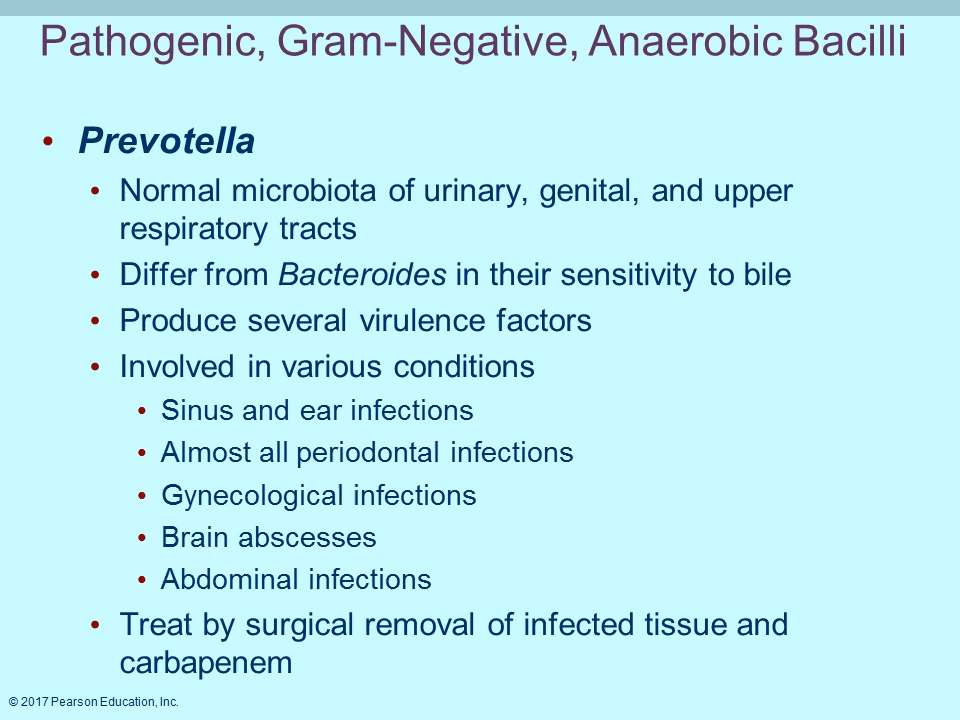 Pathogenic, Gram-Negative, Anaerobic Bacilli
• Prevotella
• Normal microbiota of urinary, genital, and upper
respiratory tracts
• Differ from Bacteroides in their sensitivity to bile
• Produce several virulence factors
• Involved in various conditions
• Sinus and ear infections
• Almost all periodontal infections
• Gynecological infections
• Brain abscesses
• Abdominal infections
• Treat by surgical removal of infected tissue and
carbapenem
© 2017 Pearson Education, Inc.